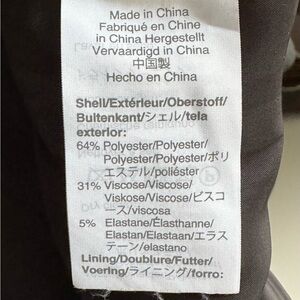 Made in China
Fabriqué en Chine
in China Hergestellt
Vervaardigd in China
中国製
Hecho en China
Shell/Extérieur/Oberstoff/
Buitenkant/シェル/tela
exterior:
64% Polyester/Polyester/
Polyester/Polyester/ポリ
エステル/poliéster
31% Viscose/Viscose/
Viskose/Viscose/ビスコ
ース/viscosa
5% Elastane/Élasthanne/
Elastan/Elastaan/エラス
テーン/elastano
Lining/Doublure/Futter/
Voering/ライニング/forro: